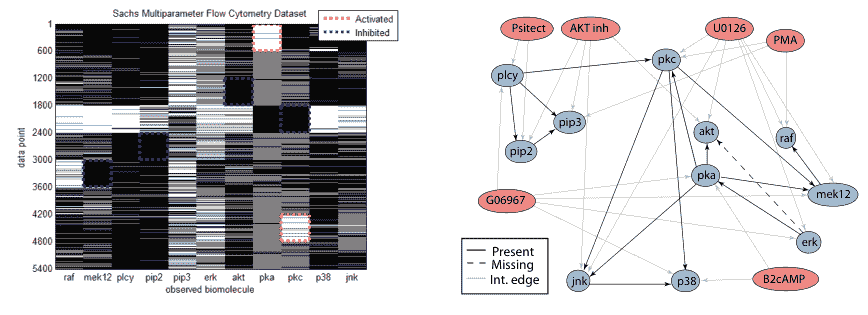 Sachs Multiparameter Flow Cytometry Dataset
Activated
Inhibited
1
600
1200
1800
2400
3000
3600
4200
4800
5400
data point
raf mek12 plcy pip2 pip3 erk akt pka pkc p38 jnk
observed biomolecule
Psitect
AKT inh
U0126
PMA
pkc
plcy
pip3
akt
raf
pip2
pka
mek12
G06967
erk
Present
Missing
Int. edge
jnk
p38
B2cAMP